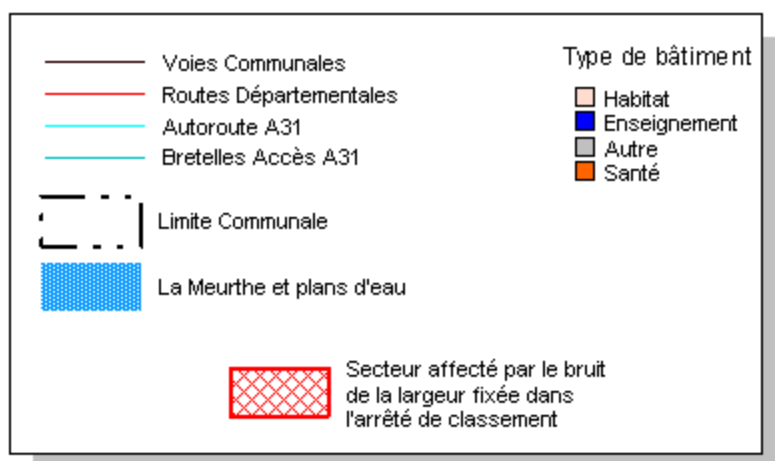 Voies Communales
Routes Départementales
Autoroute A31
Bretelles Accès A31
Limite Communale
La Meurthe et plans d'eau
Type de bâtiment
Habitat
Enseignement
Autre
Santé
Secteur affecté par le bruit
de la largeur fixée dans
l'arrêté de classement